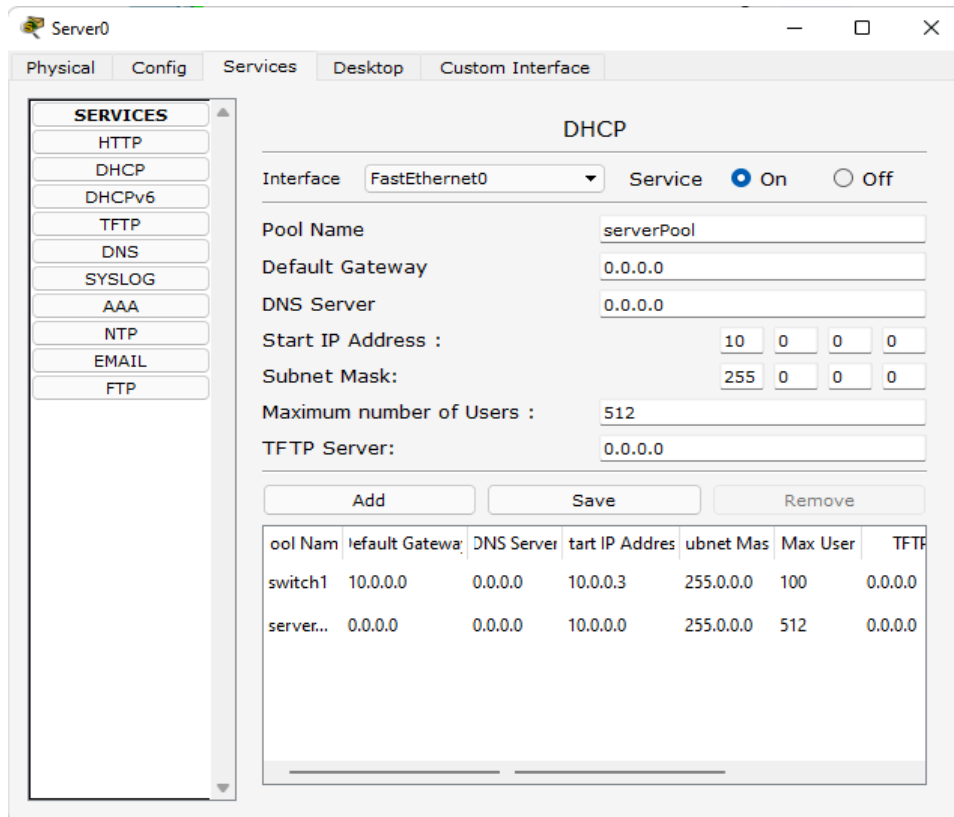 Server0
Physical Config Services Desktop Custom Interface
SERVICES
HTTP
DHCP
DHCPv6
TFTP
DNS
SYSLOG
AAA
NTP
EMAIL
FTP
DHCP
Interface FastEthernet0 Service On Off
Pool Name serverPool
Default Gateway 0.0.0.0
DNS Server 0.0.0.0
Start IP Address : 10 0 0 0
Subnet Mask: 255 0 0 0
Maximum number of Users : 512
TFTP Server: 0.0.0.0
Add Save Remove
ool Nam efault Gateway DNS Server tart IP Addres ubnet Mas Max User TFTP
switch1 10.0.0.0 0.0.0.0 10.0.0.3 255.0.0.0 100 0.0.0.0
server... 0.0.0.0 0.0.0.0 10.0.0.0 255.0.0.0 512 0.0.0.0